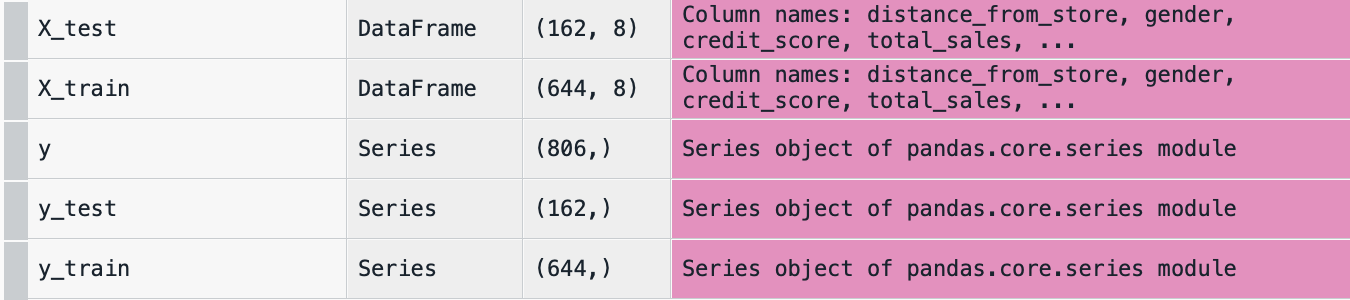 X_test DataFrame (162, 8) Column names: distance_from_store, gender,
credit_score, total_sales, ...
X_train DataFrame (644, 8) Column names: distance_from_store, gender,
credit_score, total_sales, ...
y Series (806,) Series object of pandas.core.series module
y_test Series (162,) Series object of pandas.core.series module
y_train Series (644,) Series object of pandas.core.series module